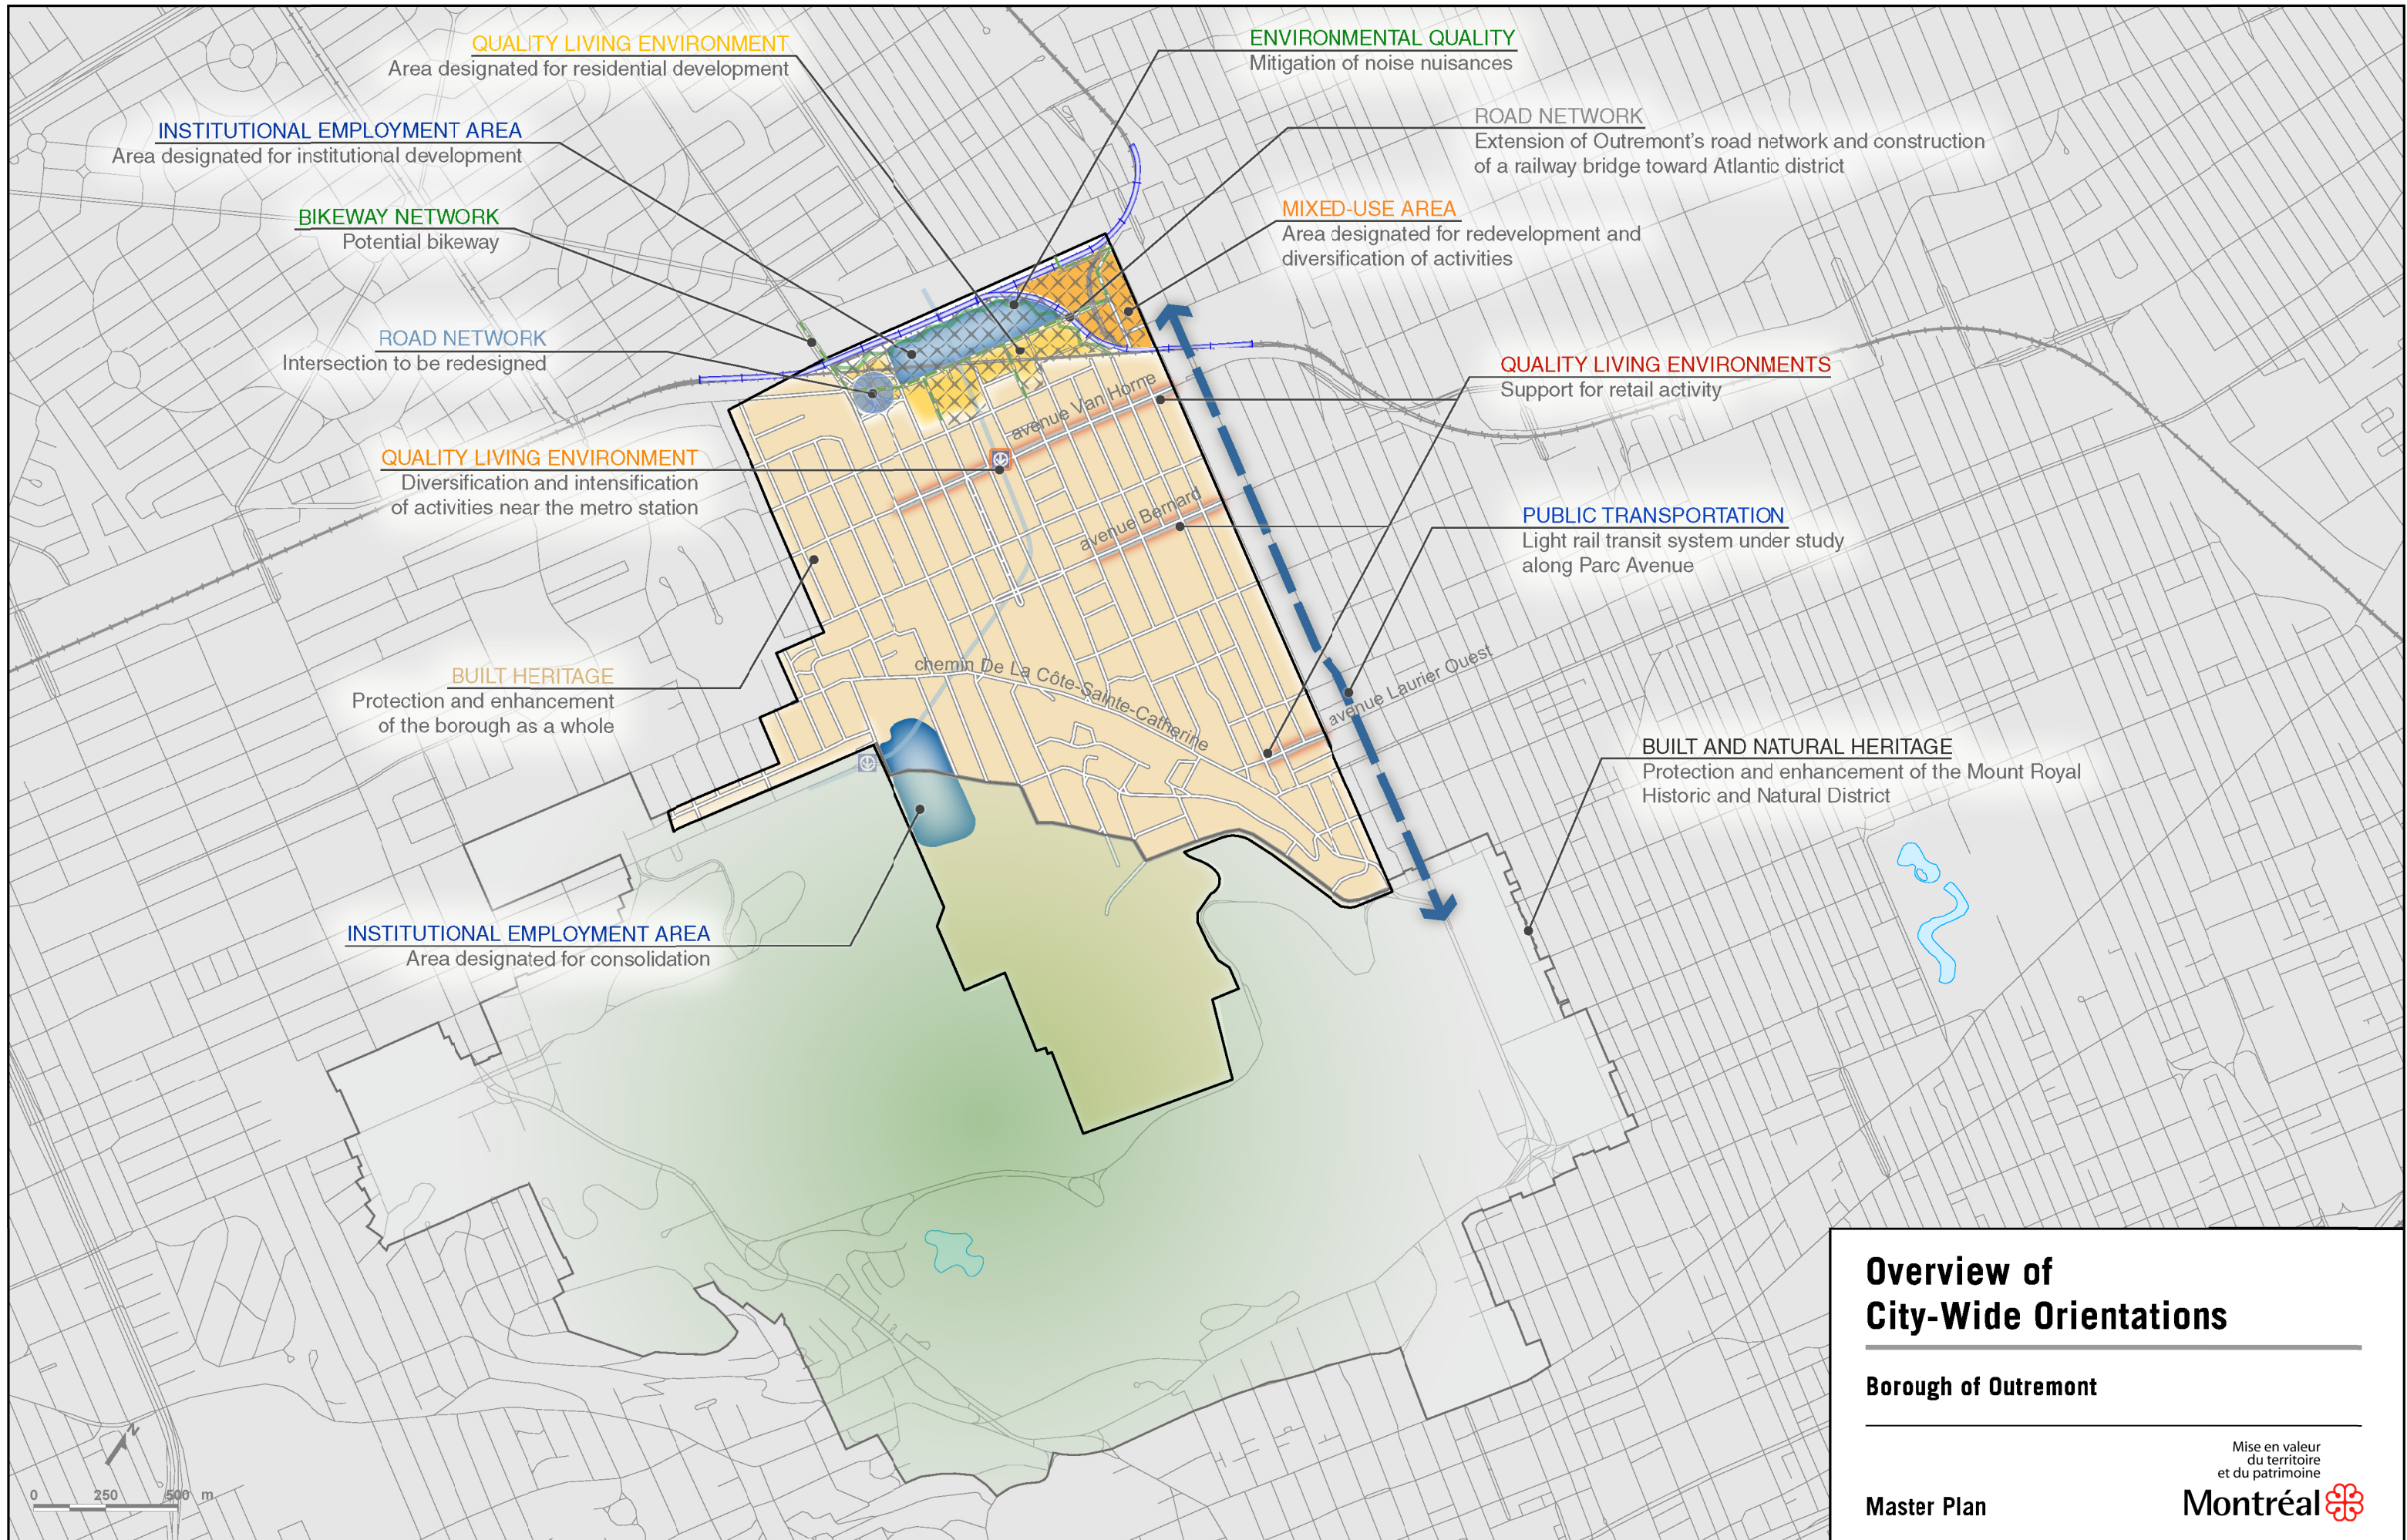 QUALITY LIVING ENVIRONMENT
Area designated for residential development
ENVIRONMENTAL QUALITY
Mitigation of noise nuisances
INSTITUTIONAL EMPLOYMENT AREA
Area designated for institutional development
ROAD NETWORK
Extension of Outremont's road network and construction
of a railway bridge toward Atlantic district
BIKEWAY NETWORK
Potential bikeway
MIXED-USE AREA
Area designated for redevelopment and
diversification of activities
ROAD NETWORK
Intersection to be redesigned
QUALITY LIVING ENVIRONMENTS
Support for retail activity
avenue Van Horne
QUALITY LIVING ENVIRONMENT
Diversification and intensification
of activities near the metro station
avenue Bernard
PUBLIC TRANSPORTATION
Light rail transit system under study
along Parc Avenue
BUILT HERITAGE
Protection and enhancement
of the borough as a whole
chemin De La Côte-Sainte-Catherine
avenue Laurier Ouest
BUILT AND NATURAL HERITAGE
Protection and enhancement of the Mount Royal
Historic and Natural District
INSTITUTIONAL EMPLOYMENT AREA
Area designated for consolidation
Overview of
City-Wide Orientations
Borough of Outremont
Mise en valeur
du territoire
et du patrimoine
Master Plan
Montréal
N
0 250 500 m